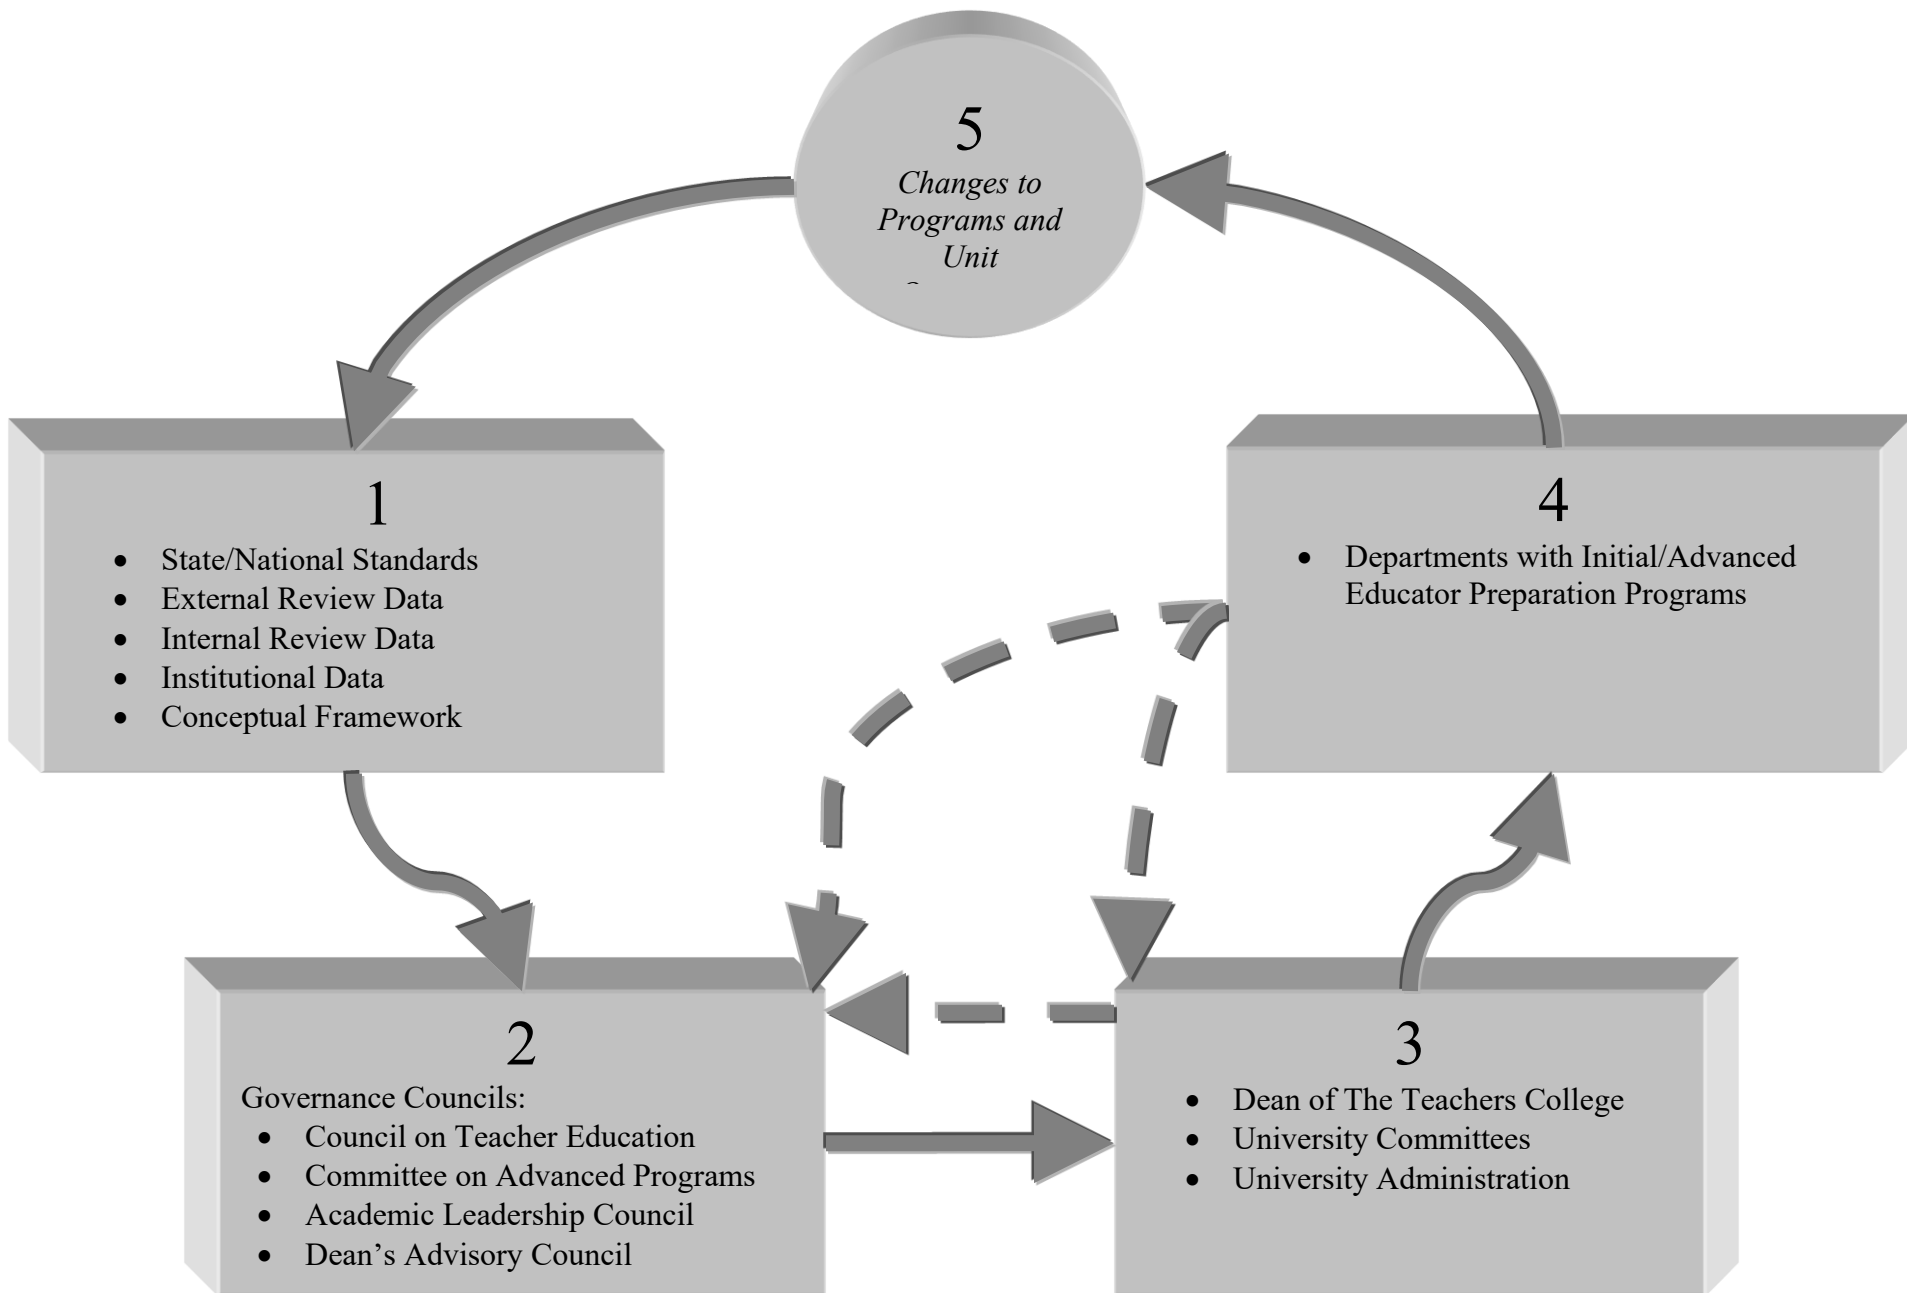 5
Changes to
Programs and
Unit
1
• State/National Standards
• External Review Data
• Internal Review Data
• Institutional Data
• Conceptual Framework
4
• Departments with Initial/Advanced
Educator Preparation Programs
2
Governance Councils:
• Council on Teacher Education
• Committee on Advanced Programs
• Academic Leadership Council
• Dean’s Advisory Council
3
• Dean of The Teachers College
• University Committees
• University Administration